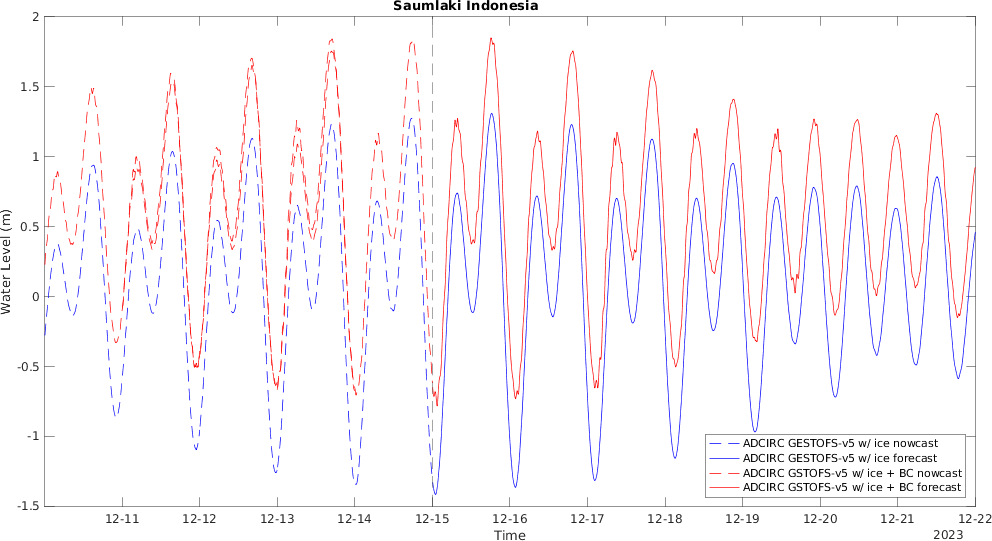 Saumlaki Indonesia
2
1.5
1
0.5
0
-0.5
-1
-1.5
Water Level (m)
ADCIRC GESTOFS-v5 w/ ice nowcast
ADCIRC GESTOFS-v5 w/ ice forecast
ADCIRC GSTOFS-v5 w/ ice + BC nowcast
ADCIRC GSTOFS-v5 w/ ice + BC forecast
12-11 12-12 12-13 12-14 12-15 12-16 12-17 12-18 12-19 12-20 12-21 12-22
Time
2023